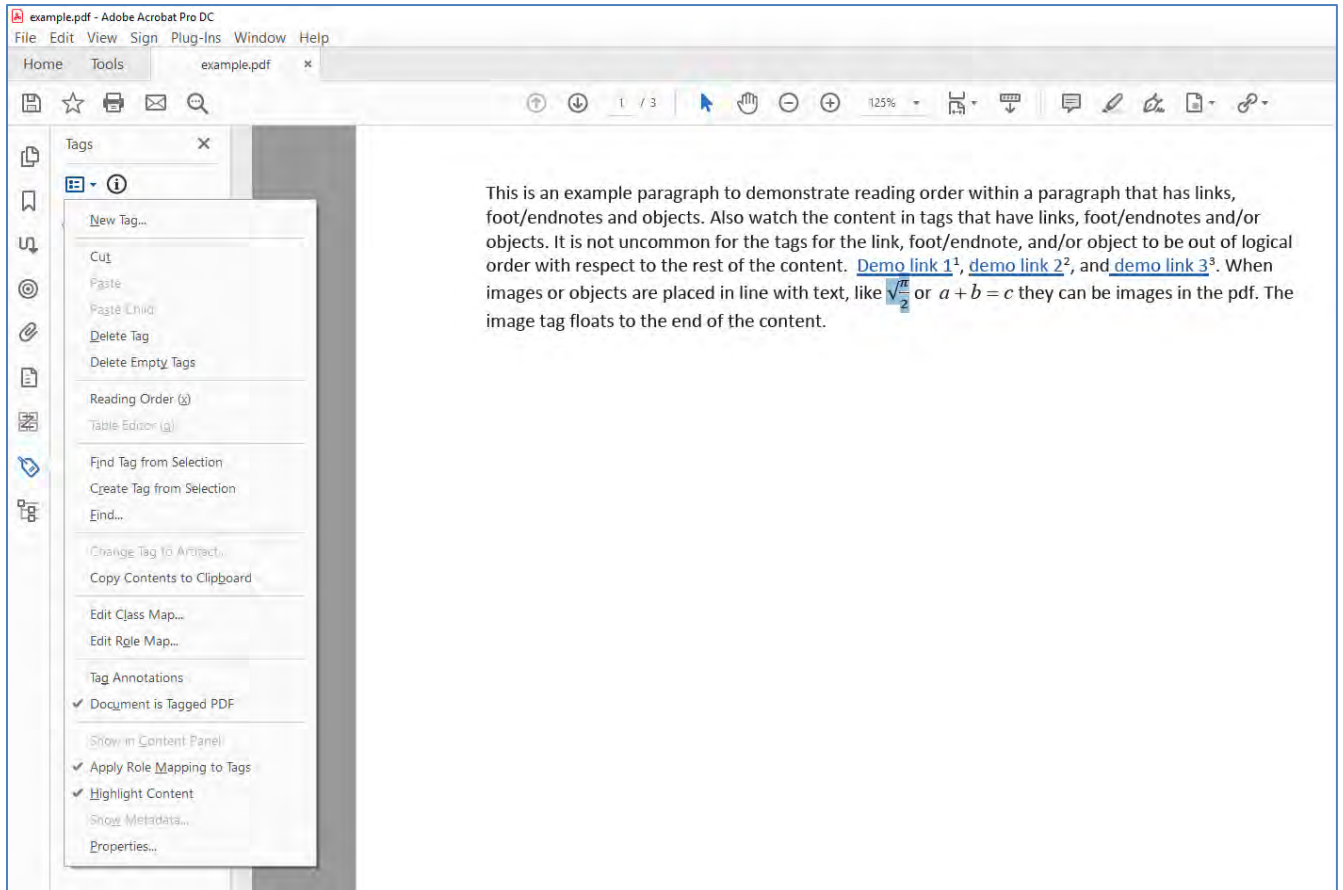 example.pdf - Adobe Acrobat Pro DC
File Edit View Sign Plug-Ins Window Help
Home Tools example.pdf ×
1 / 3 125%
Tags ×
New Tag...
Cut
Paste
Paste Child
Delete Tag
Delete Empty Tags
Reading Order (x)
Table Editor (q)
Find Tag from Selection
Create Tag from Selection
Find...
Change Tag to Artifact...
Copy Contents to Clipboard
Edit Class Map...
Edit Role Map...
Tag Annotations
✔ Document is Tagged PDF
Show in Content Panel
✔ Apply Role Mapping to Tags
✔ Highlight Content
Show Metadata...
Properties...
This is an example paragraph to demonstrate reading order within a paragraph that has links,
foot/endnotes and objects. Also watch the content in tags that have links, foot/endnotes and/or
objects. It is not uncommon for the tags for the link, foot/endnote, and/or object to be out of logical
order with respect to the rest of the content. Demo link 1¹, demo link 2², and demo link 3³. When
images or objects are placed in line with text, like √π/2 or a + b = c they can be images in the pdf. The
image tag floats to the end of the content.